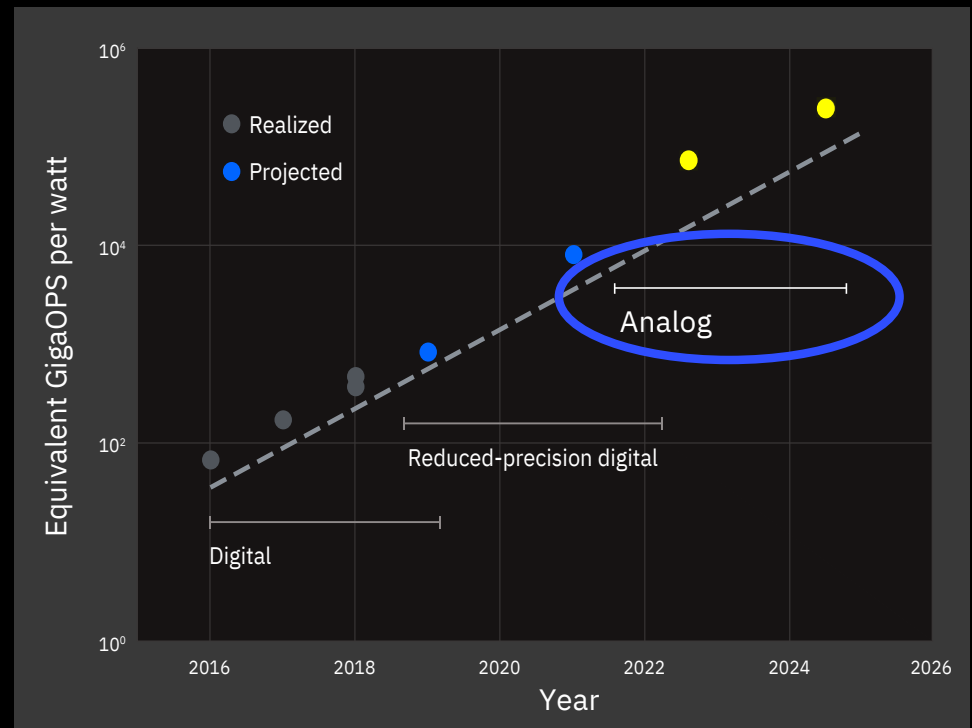 10⁶
Realized
Projected
Equivalent GigaOPS per watt
10⁴
Analog
10²
Reduced-precision digital
Digital
10⁰
2016 2018 2020 2022 2024 2026
Year